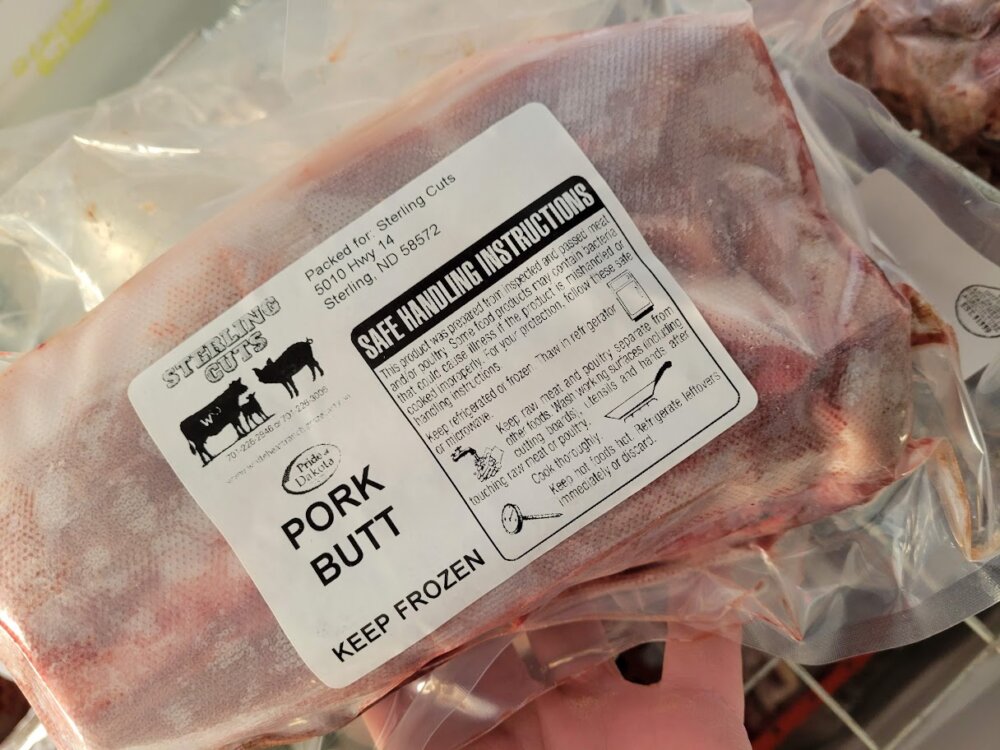 Packed for: Sterling Cuts
5010 Hwy 14
Sterling, ND 58572
STERLING
CUTS
Pride of
Dakota
PORK
BUTT
KEEP FROZEN
SAFE HANDLING INSTRUCTIONS
This product was prepared from inspected and passed meat
and/or poultry. Some food products may contain bacteria
that could cause illness if the product is mishandled or
cooked improperly. For your protection, follow these safe
handling instructions.
Keep refrigerated or frozen. Thaw in refrigerator
or microwave.
Keep raw meat and poultry separate from
other foods. Wash working surfaces (including
cutting boards), utensils, and hands after
touching raw meat or poultry.
Cook thoroughly.
Keep hot foods hot. Refrigerate leftovers
immediately or discard.